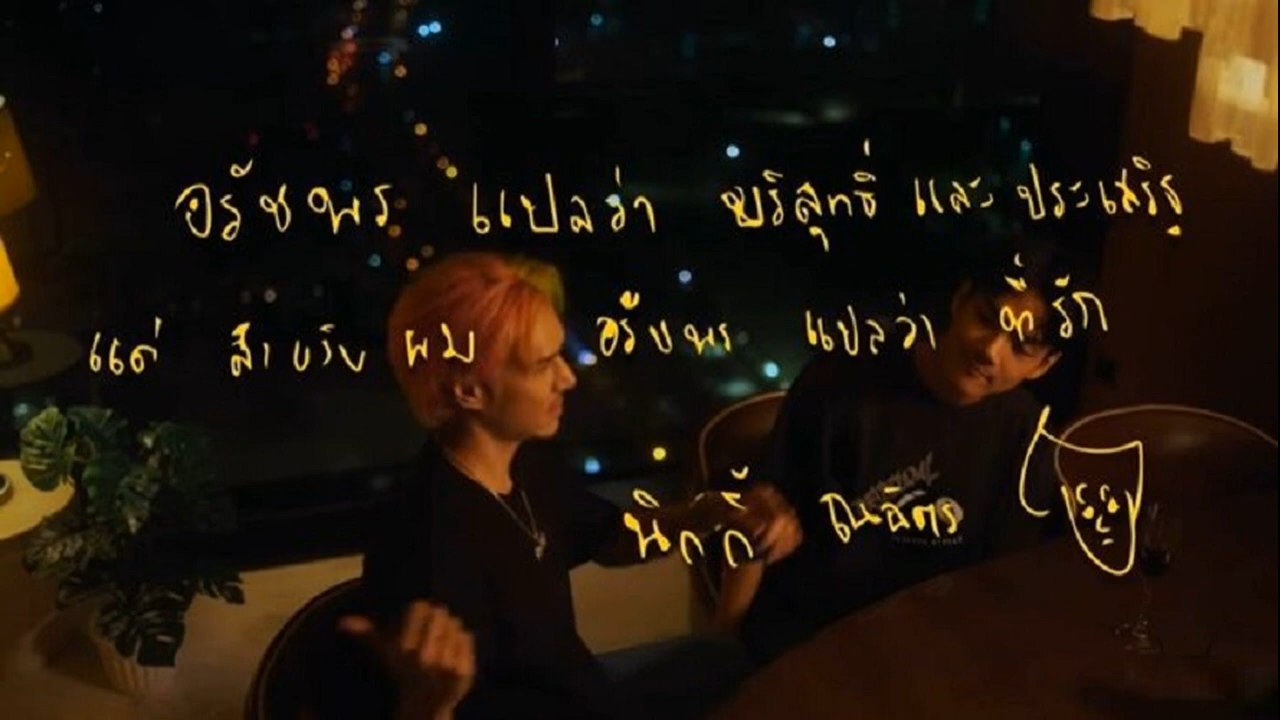 อรัชพร แปลว่า บริสุทธิ์ และ ประเสริฐ
แต่ สำหรับ ผม อรัชพร แปลว่า ที่รัก
นิกกี้ ณฉัตร